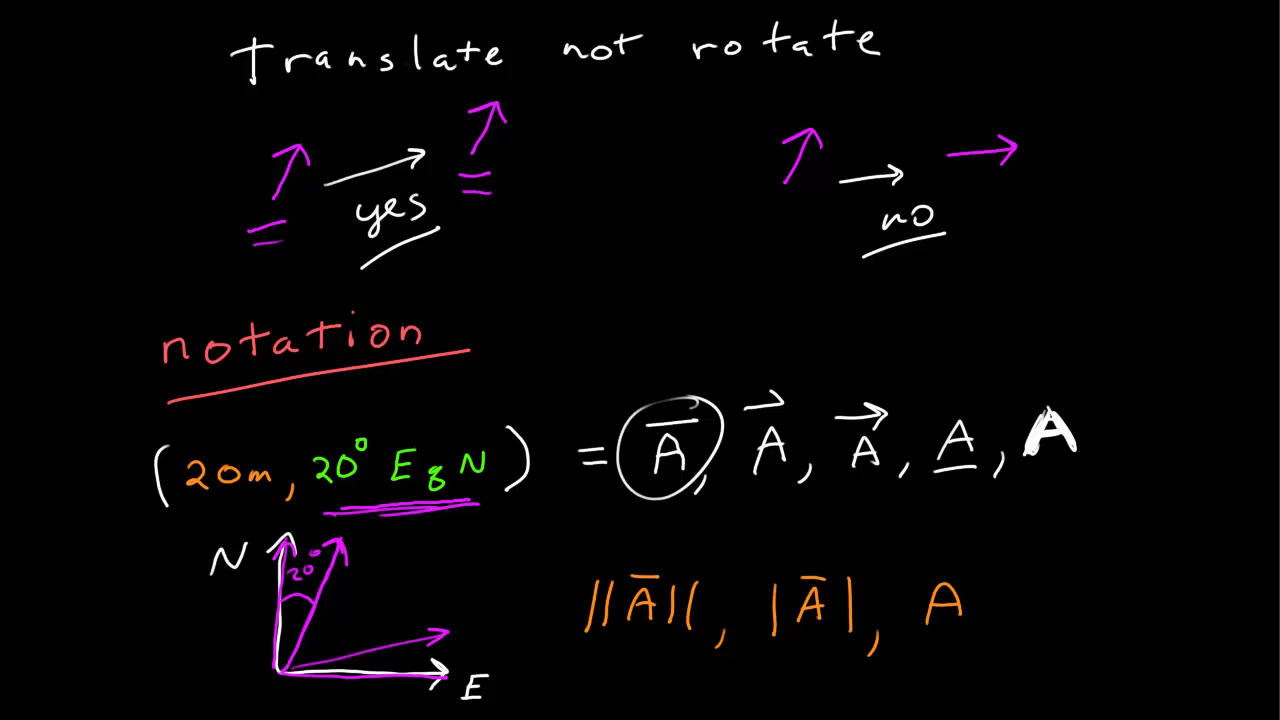 Translate not rotate
yes
no
notation
(20m, 20° E of N) = A̅, A⃗, A⃗, A̲, A
N
20°
E
||A̅||, |A̅|, A